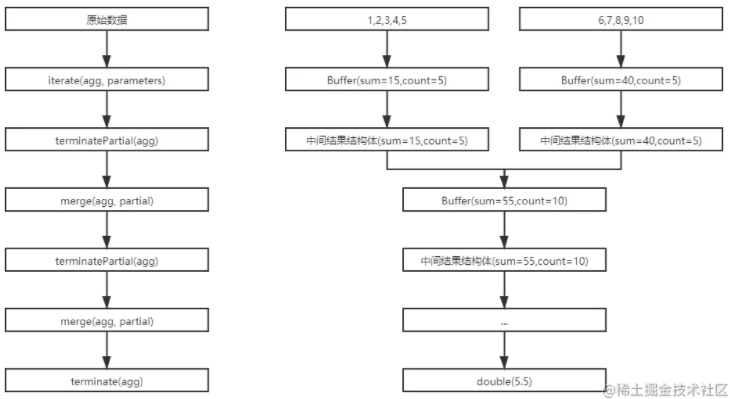 原始数据
iterate(agg, parameters)
terminatePartial(agg)
merge(agg, partial)
terminatePartial(agg)
merge(agg, partial)
terminate(agg)
1,2,3,4,5
6,7,8,9,10
Buffer(sum=15,count=5)
Buffer(sum=40,count=5)
中间结果结构体(sum=15,count=5)
中间结果结构体(sum=40,count=5)
Buffer(sum=55,count=10)
中间结果结构体(sum=55,count=10)
...
double(5.5)
@稀土掘金技术社区